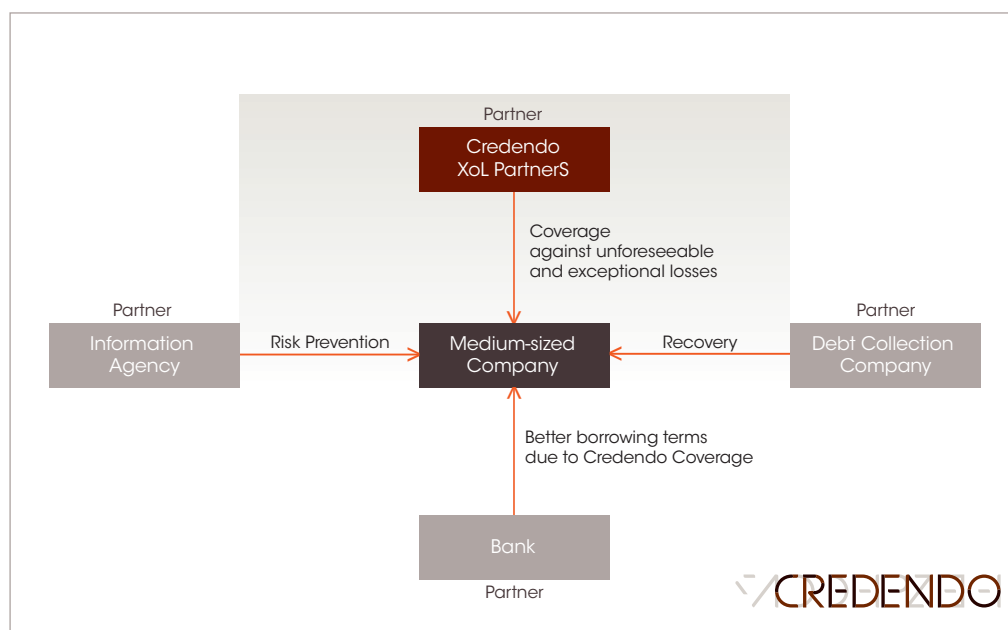 Partner
Credendo
XoL PartnerS
Coverage
against unforeseeable
and exceptional losses
Partner
Information
Agency
Risk Prevention
Medium-sized
Company
Recovery
Partner
Debt Collection
Company
Better borrowing terms
due to Credendo Coverage
Bank
Partner
CREDENDO